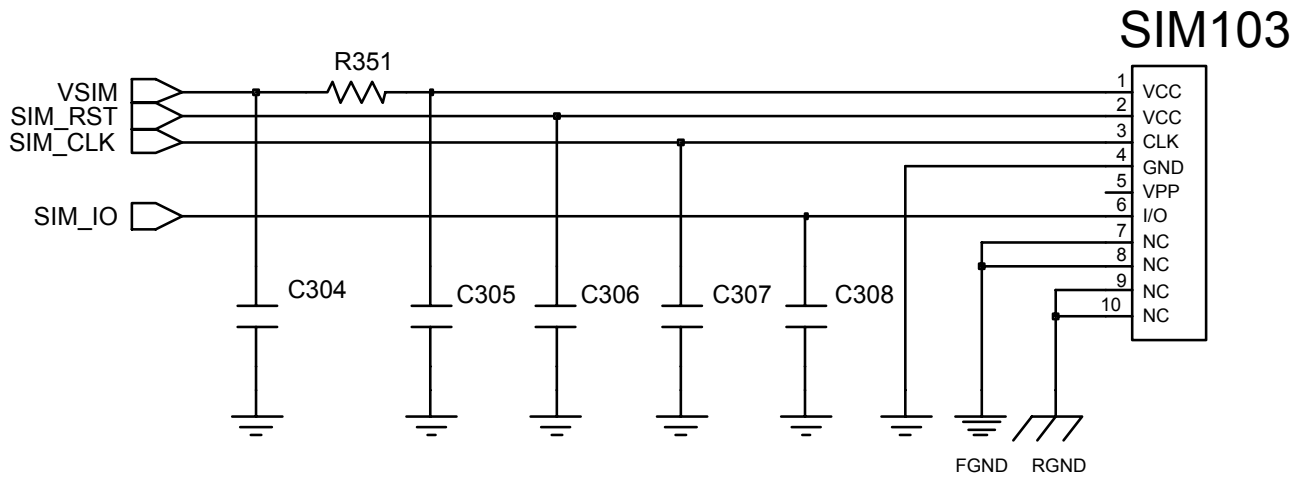 SIM103
R351
VSIM
SIM_RST
SIM_CLK
SIM_IO
1 VCC
2 VCC
3 CLK
4 GND
5 VPP
6 I/O
7 NC
8 NC
9 NC
10 NC
C304
C305
C306
C307
C308
FGND
RGND